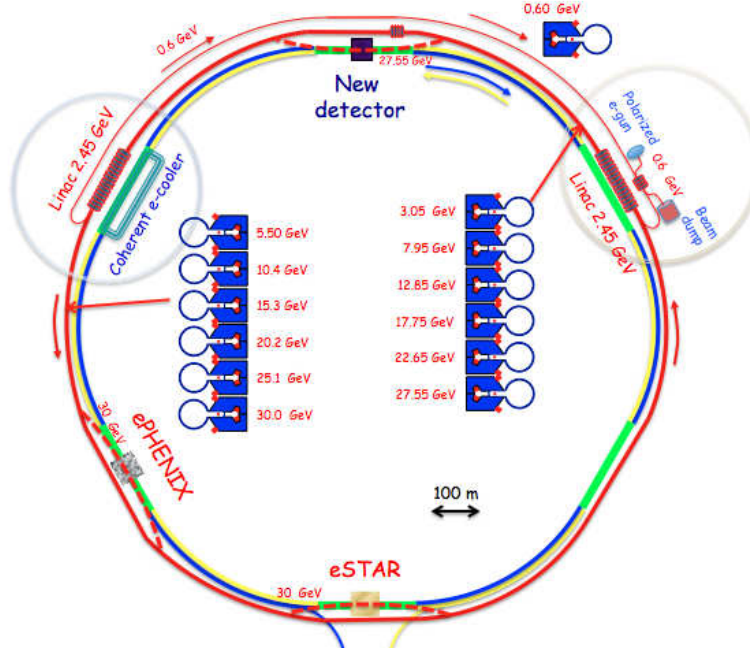 0.60 GeV
0.6 GeV
27.55 GeV
New
detector
Linac 2.45 GeV
Coherent e-cooler
Polarized
e-gun
0.6 GeV
Beam
dump
Linac 2.45 GeV
5.50 GeV
10.4 GeV
15.3 GeV
20.2 GeV
25.1 GeV
30.0 GeV
3.05 GeV
7.95 GeV
12.85 GeV
17.75 GeV
22.65 GeV
27.55 GeV
30 GeV
ePHENIX
100 m
eSTAR
30 GeV